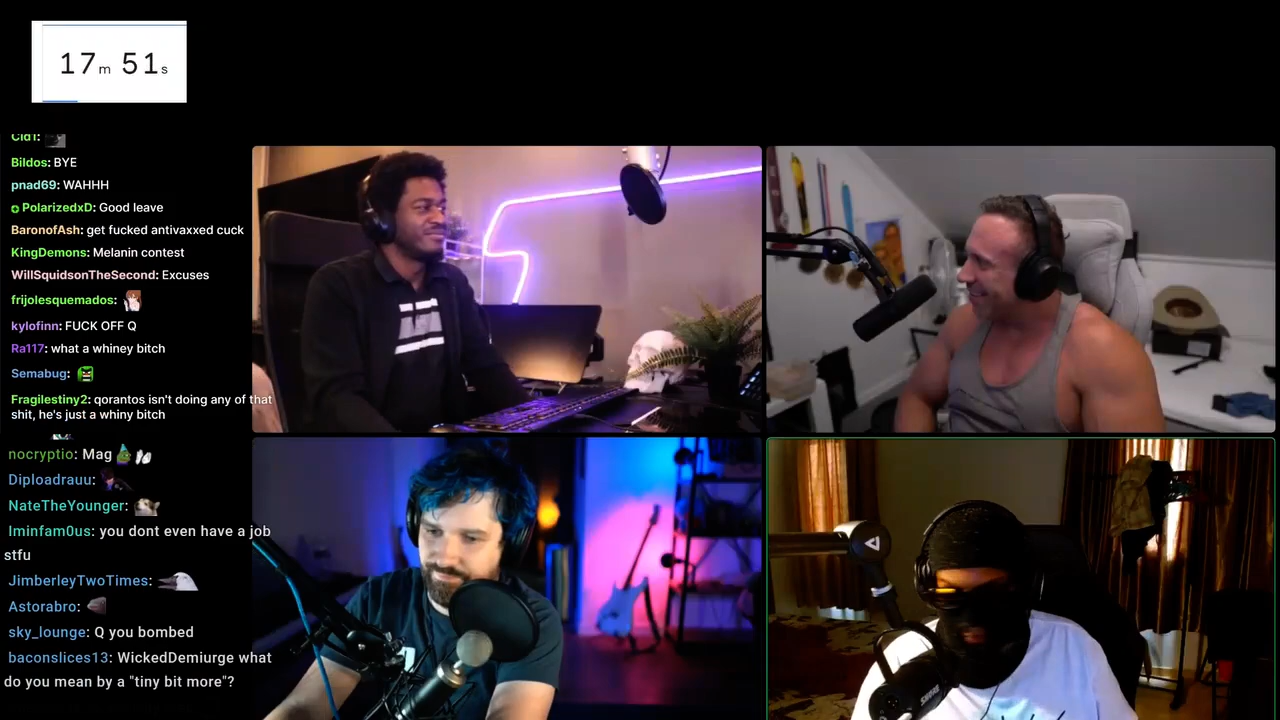 17m 51s
Cld1:
Bildos: BYE
pnad69: WAHHH
PolarizedxD: Good leave
BaronofAsh: get fucked antivaxxed cuck
KingDemons: Melanin contest
WillSquidsonTheSecond: Excuses
frijolesquemados:
kylofinn: FUCK OFF Q
Ra117: what a whiney bitch
Semabug:
Fragilestiny2: qorantos isn't doing any of that
shit, he's just a whiny bitch
nocryptio: Mag
Diploadrauu:
NateTheYounger:
Iminfam0us: you dont even have a job
stfu
JimberleyTwoTimes:
Astorabro:
sky_lounge: Q you bombed
baconslices13: WickedDemiurge what
do you mean by a "tiny bit more"?
SHURE